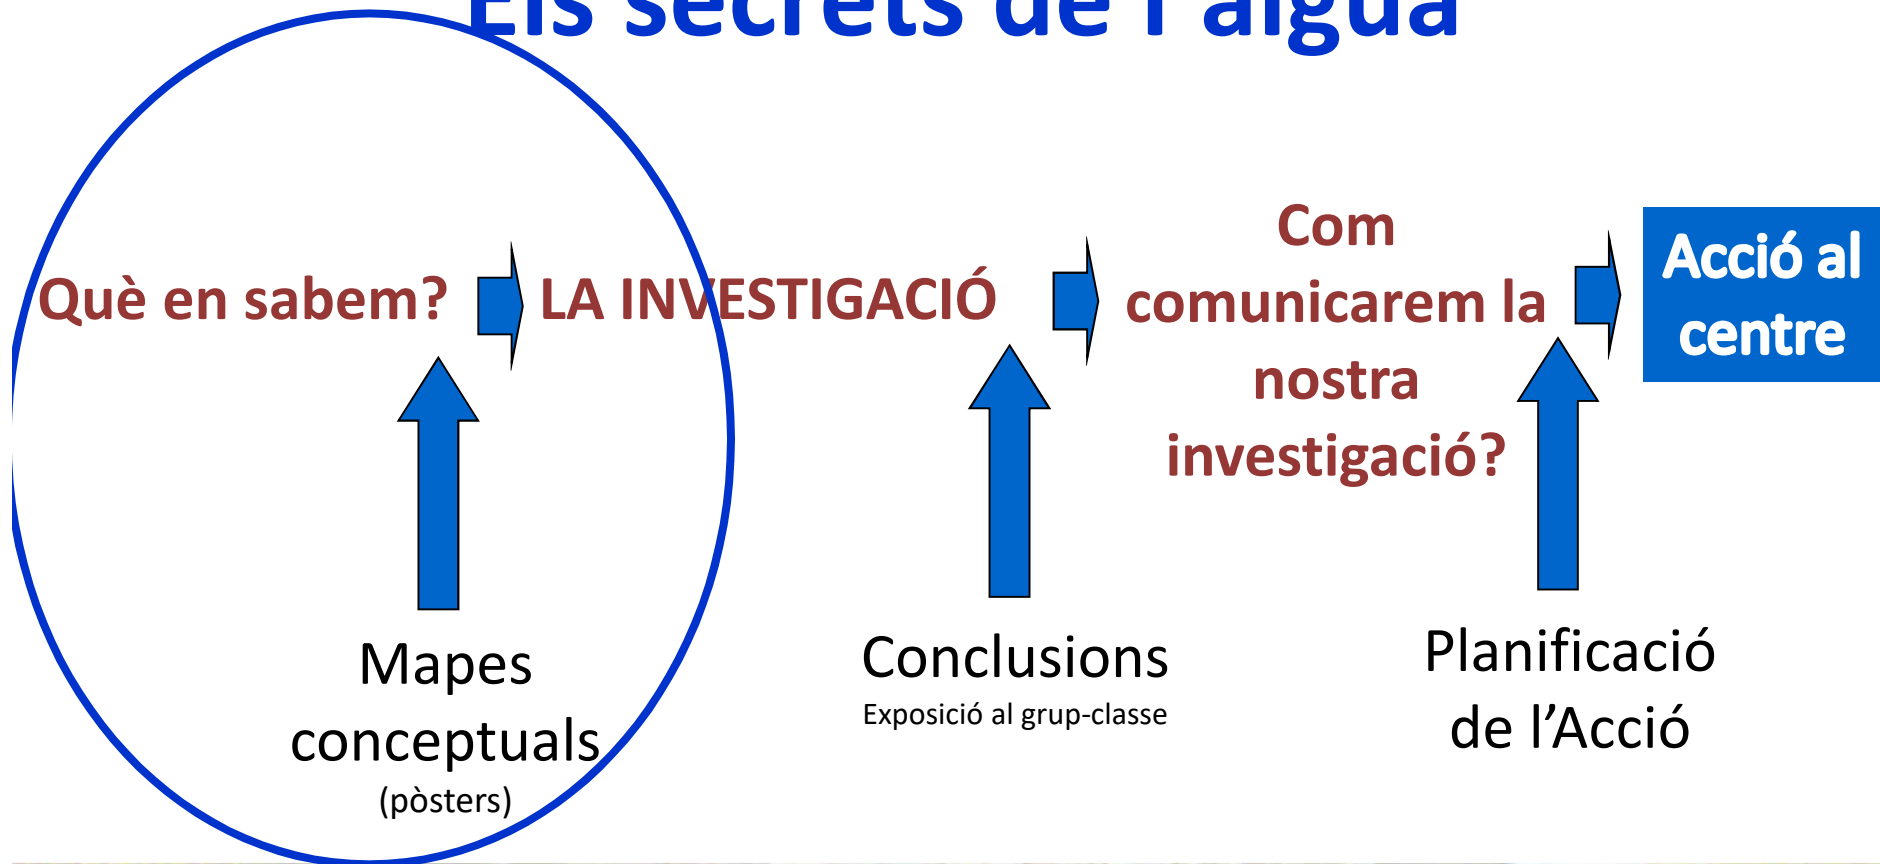 Els secrets de l'aigua
Què en sabem?
LA INVESTIGACIÓ
Com
comunicarem la
nostra
investigació?
Acció al
centre
Mapes
conceptuals
(pòsters)
Conclusions
Exposició al grup-classe
Planificació
de l’Acció